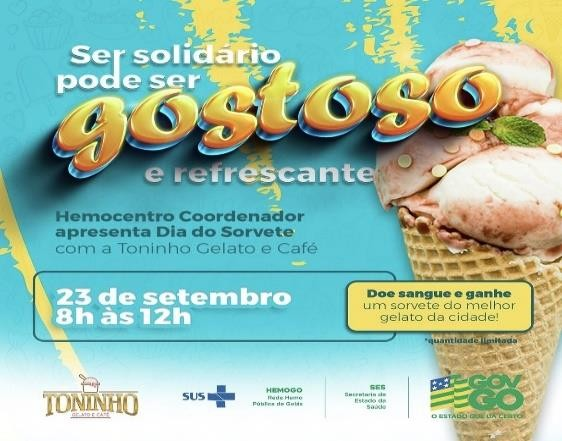 Ser solidário
pode ser
gostoso
e refrescante
Hemocentro Coordenador
apresenta Dia do Sorvete
com a Toninho Gelato e Café
23 de setembro
8h às 12h
Doe sangue e ganhe
um sorvete do melhor
gelato da cidade!
*quantidade limitada
TONINHO
GELATO E CAFÉ
SUS
HEMOGO
Rede Hemo
Pública de Goiás
SES
Secretaria de
Estado da
Saúde
GOV
GO
O ESTADO QUE DÁ CERTO